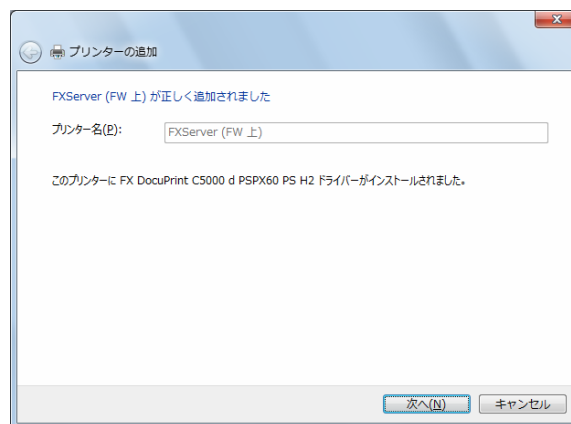 プリンターの追加
FXServer (FW 上) が正しく追加されました
プリンター名(P): FXServer (FW 上)
このプリンターに FX DocuPrint C5000 d PSPX60 PS H2 ドライバーがインストールされました。
次へ(N) キャンセル